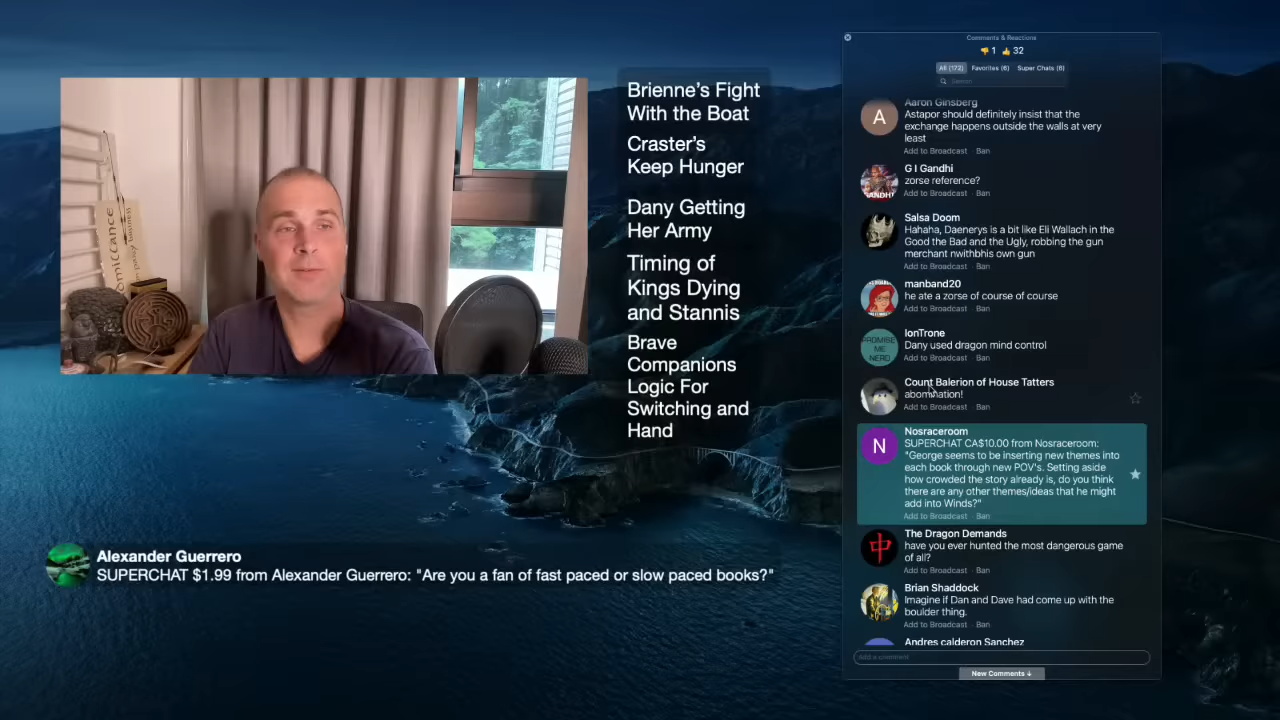 Brienne's Fight
With the Boat
Craster's
Keep Hunger
Dany Getting
Her Army
Timing of
Kings Dying
and Stannis
Brave
Companions
Logic For
Switching and
Hand
Alexander Guerrero
SUPERCHAT $1.99 from Alexander Guerrero: "Are you a fan of fast paced or slow paced books?"
Comments & Reactions
👎 1 👍 32
All (172) Favorites (6) Super Chats (6)
Search
A
Aaron Ginsberg
Astapor should definitely insist that the
exchange happens outside the walls at very
least
Add to Broadcast Ban
GANDHI
G I Gandhi
zorse reference?
Add to Broadcast Ban
Salsa Doom
Hahaha, Daenerys is a bit like Eli Wallach in the
Good the Bad and the Ugly, robbing the gun
merchant nwithbhis own gun
Add to Broadcast Ban
manband20
he ate a zorse of course of course
Add to Broadcast Ban
PROMISE
ME
NERD
IonTrone
Dany used dragon mind control
Add to Broadcast Ban
Count Balerion of House Tatters
abomination!
Add to Broadcast Ban
N
Nosraceroom
SUPERCHAT CA$10.00 from Nosraceroom:
"George seems to be inserting new themes into
each book through new POV's. Setting aside
how crowded the story already is, do you think
there are any other themes/ideas that he might
add into Winds?"
Add to Broadcast Ban
中
The Dragon Demands
have you ever hunted the most dangerous game
of all?
Add to Broadcast Ban
Brian Shaddock
Imagine if Dan and Dave had come up with the
boulder thing.
Add to Broadcast Ban
Andres calderon Sanchez
Add a comment
New Comments ↓